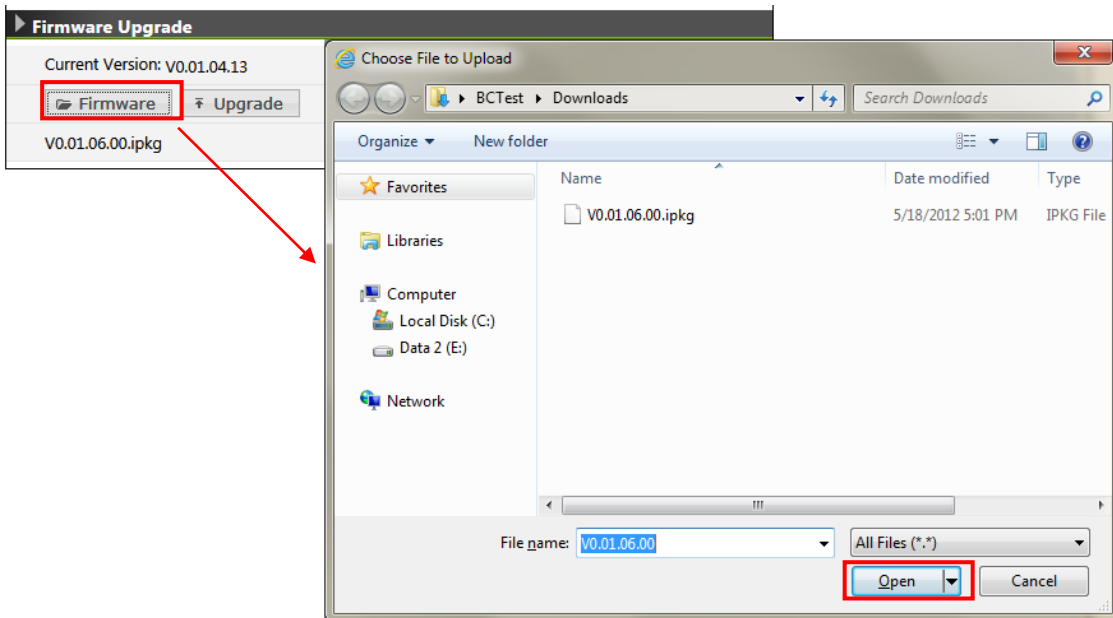 Firmware Upgrade
Current Version: V0.01.04.13
Firmware Upgrade
V0.01.06.00.ipkg
Choose File to Upload
BCTest Downloads Search Downloads
Organize New folder
Favorites
Libraries
Computer
Local Disk (C:)
Data 2 (E:)
Network
Name Date modified Type
V0.01.06.00.ipkg 5/18/2012 5:01 PM IPKG File
File name: V0.01.06.00 All Files (*.*)
Open Cancel